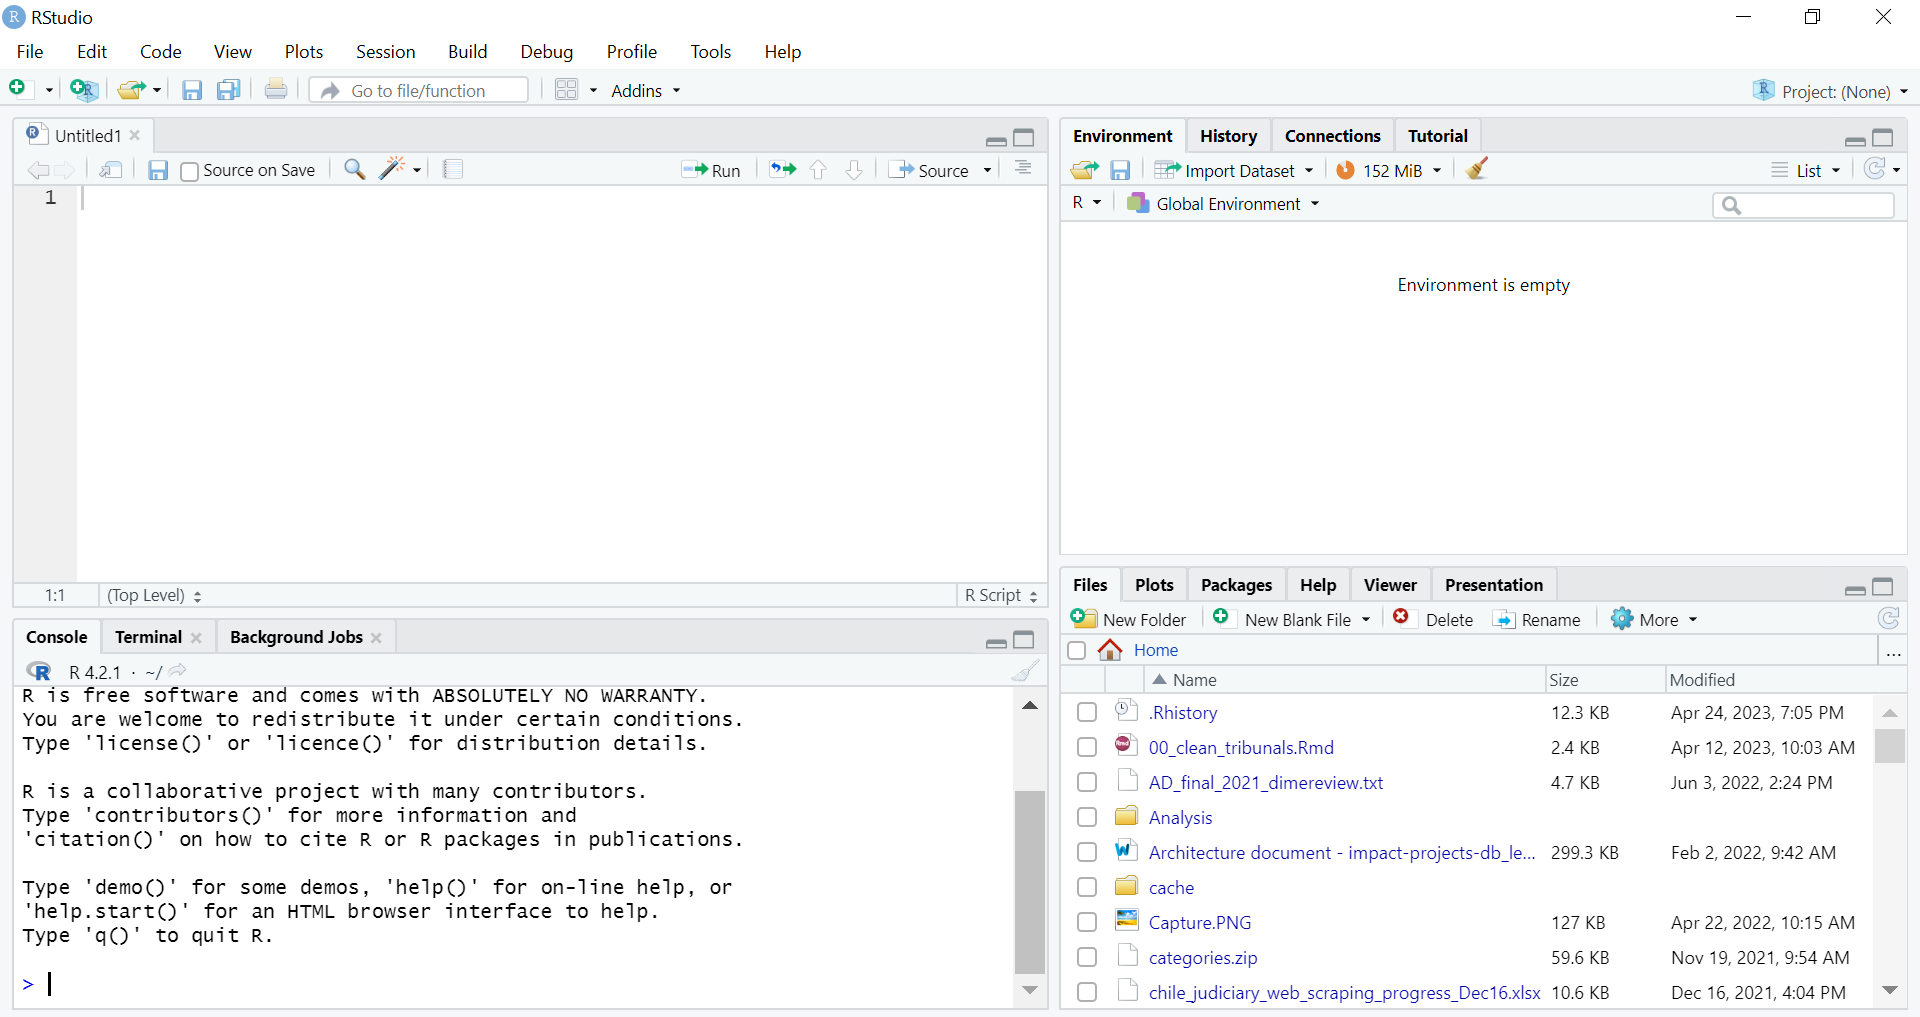 RStudio
File Edit Code View Plots Session Build Debug Profile Tools Help
Go to file/function Addins Project: (None)
Untitled1
Source on Save Run Source
1
1:1 (Top Level) R Script
Console Terminal Background Jobs
R 4.2.1 · ~/
R is free software and comes with ABSOLUTELY NO WARRANTY.
You are welcome to redistribute it under certain conditions.
Type 'license()' or 'licence()' for distribution details.
R is a collaborative project with many contributors.
Type 'contributors()' for more information and
'citation()' on how to cite R or R packages in publications.
Type 'demo()' for some demos, 'help()' for on-line help, or
'help.start()' for an HTML browser interface to help.
Type 'q()' to quit R.
>
Environment History Connections Tutorial
Import Dataset 152 MiB List
R Global Environment
Environment is empty
Files Plots Packages Help Viewer Presentation
New Folder New Blank File Delete Rename More
Home ...
Name Size Modified
.Rhistory 12.3 KB Apr 24, 2023, 7:05 PM
00_clean_tribunals.Rmd 2.4 KB Apr 12, 2023, 10:03 AM
AD_final_2021_dimereview.txt 4.7 KB Jun 3, 2022, 2:24 PM
Analysis
Architecture document - impact-projects-db_le... 299.3 KB Feb 2, 2022, 9:42 AM
cache
Capture.PNG 127 KB Apr 22, 2022, 10:15 AM
categories.zip 59.6 KB Nov 19, 2021, 9:54 AM
chile_judiciary_web_scraping_progress_Dec16.xlsx 10.6 KB Dec 16, 2021, 4:04 PM